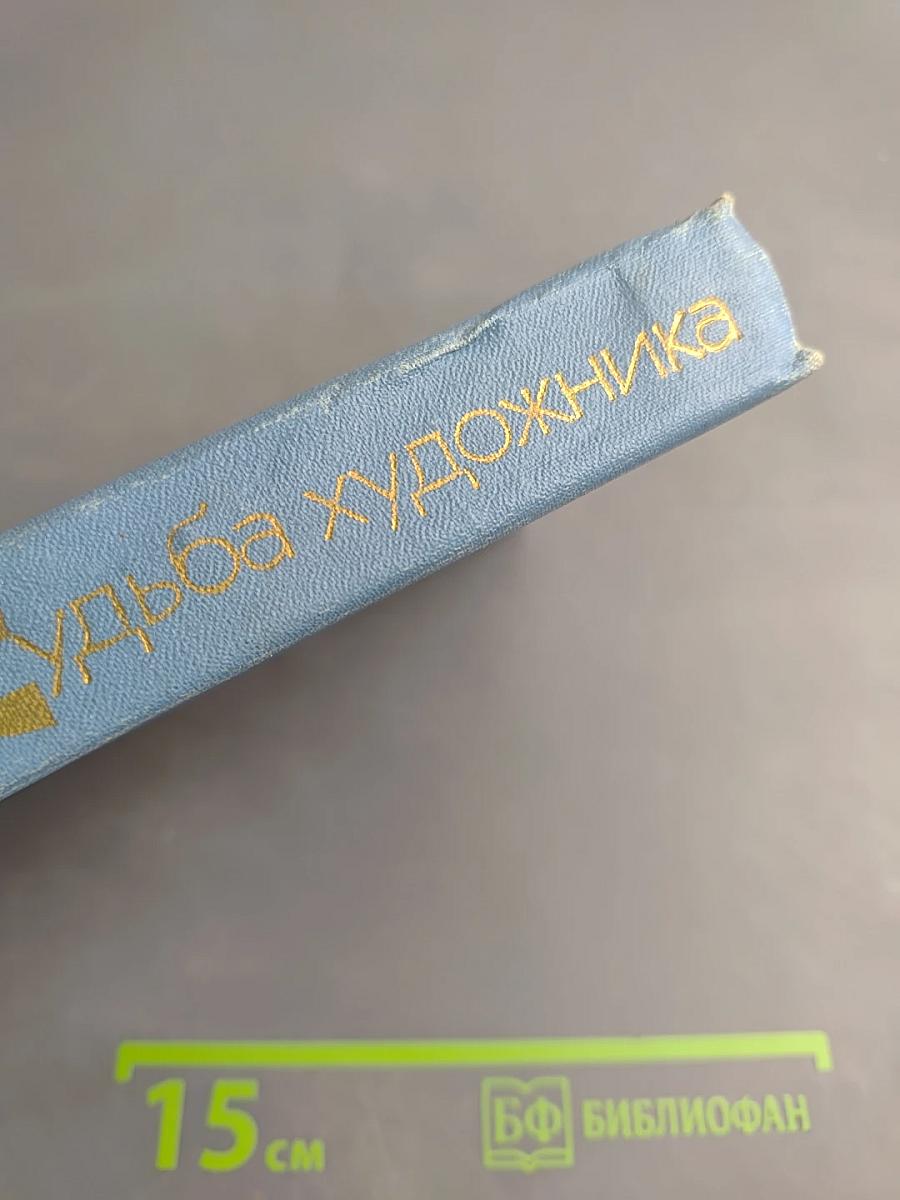 удьба художника
15 см
БФ БИБЛИОФАН